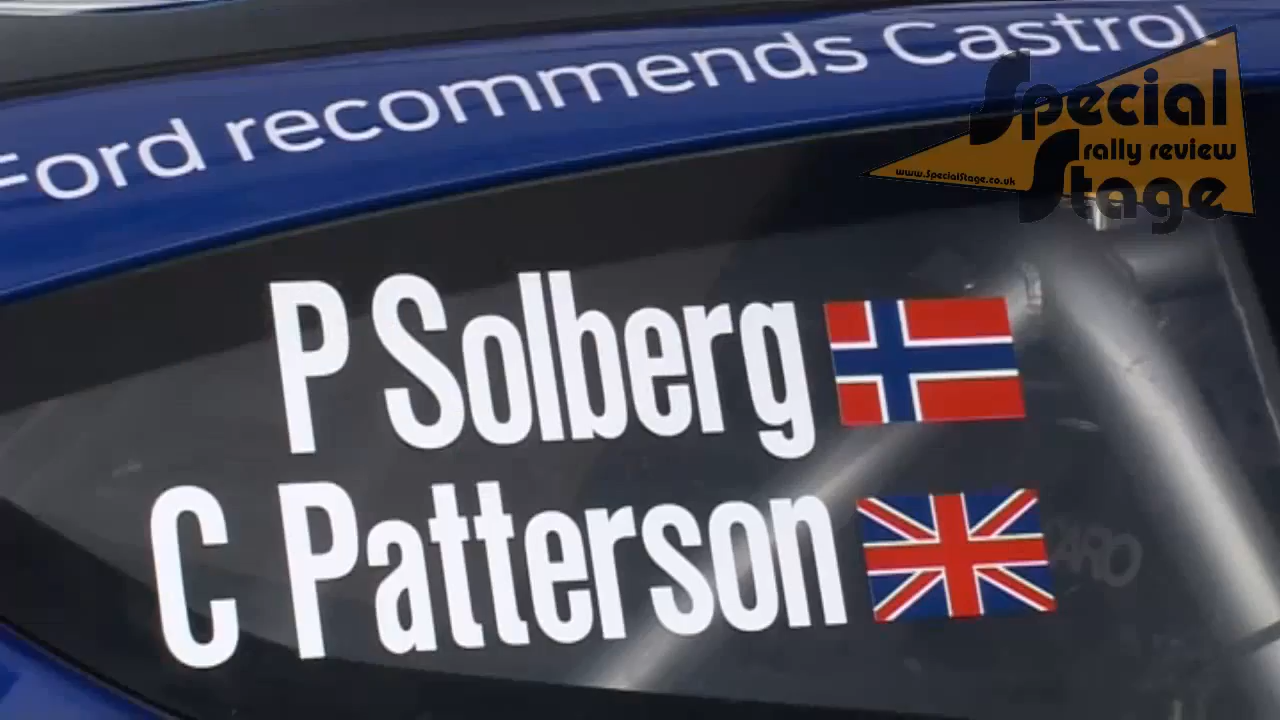 Ford recommends Castrol
Special
Stage
rally review
www.SpecialStage.co.uk
P Solberg
C Patterson